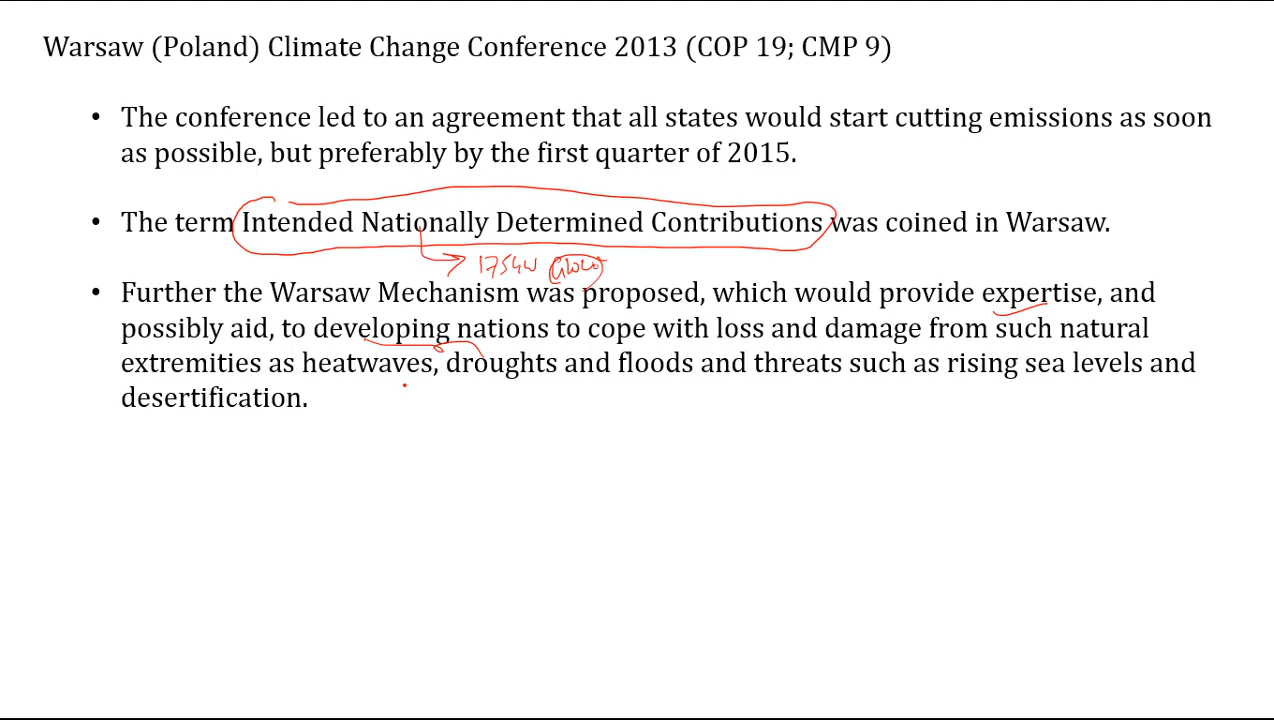 Warsaw (Poland) Climate Change Conference 2013 (COP 19; CMP 9)
• The conference led to an agreement that all states would start cutting emissions as soon
as possible, but preferably by the first quarter of 2015.
• The term Intended Nationally Determined Contributions was coined in Warsaw.
• Further the Warsaw Mechanism was proposed, which would provide expertise, and
possibly aid, to developing nations to cope with loss and damage from such natural
extremities as heatwaves, droughts and floods and threats such as rising sea levels and
desertification.